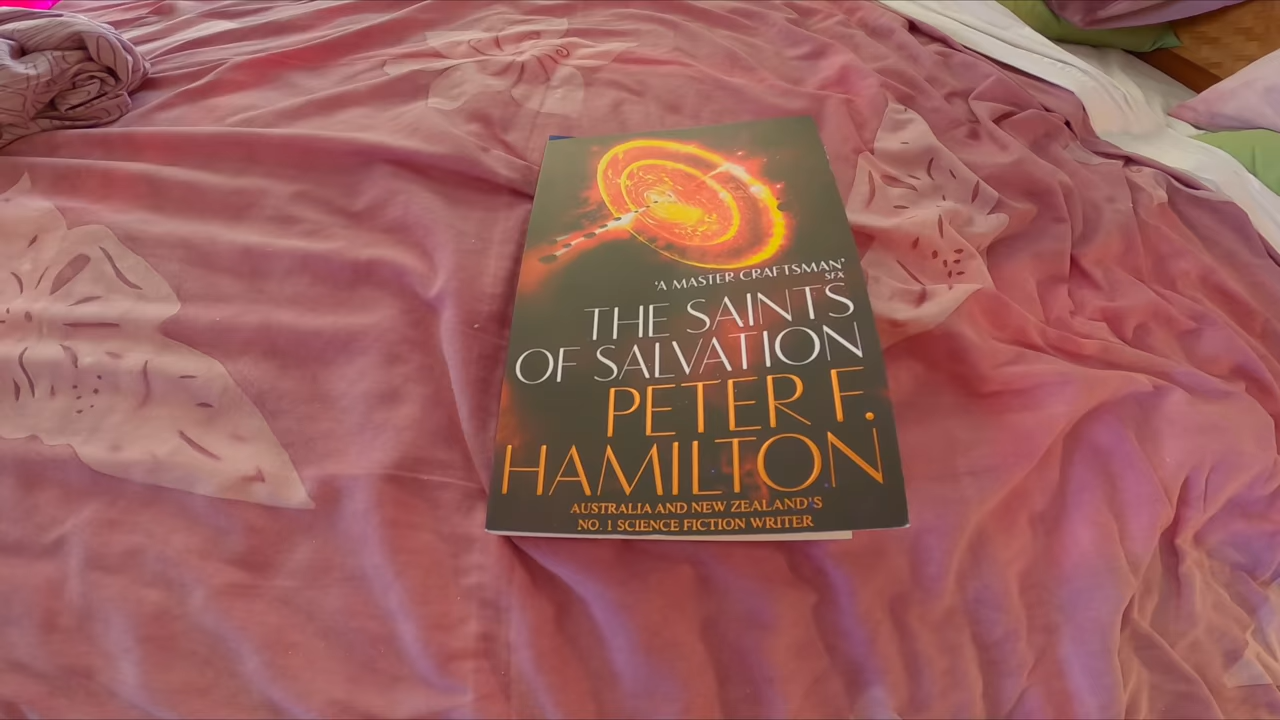 'A MASTER CRAFTSMAN'
SFX
THE SAINTS
OF SALVATION
PETER F.
HAMILTON
AUSTRALIA AND NEW ZEALAND'S
NO. 1 SCIENCE FICTION WRITER